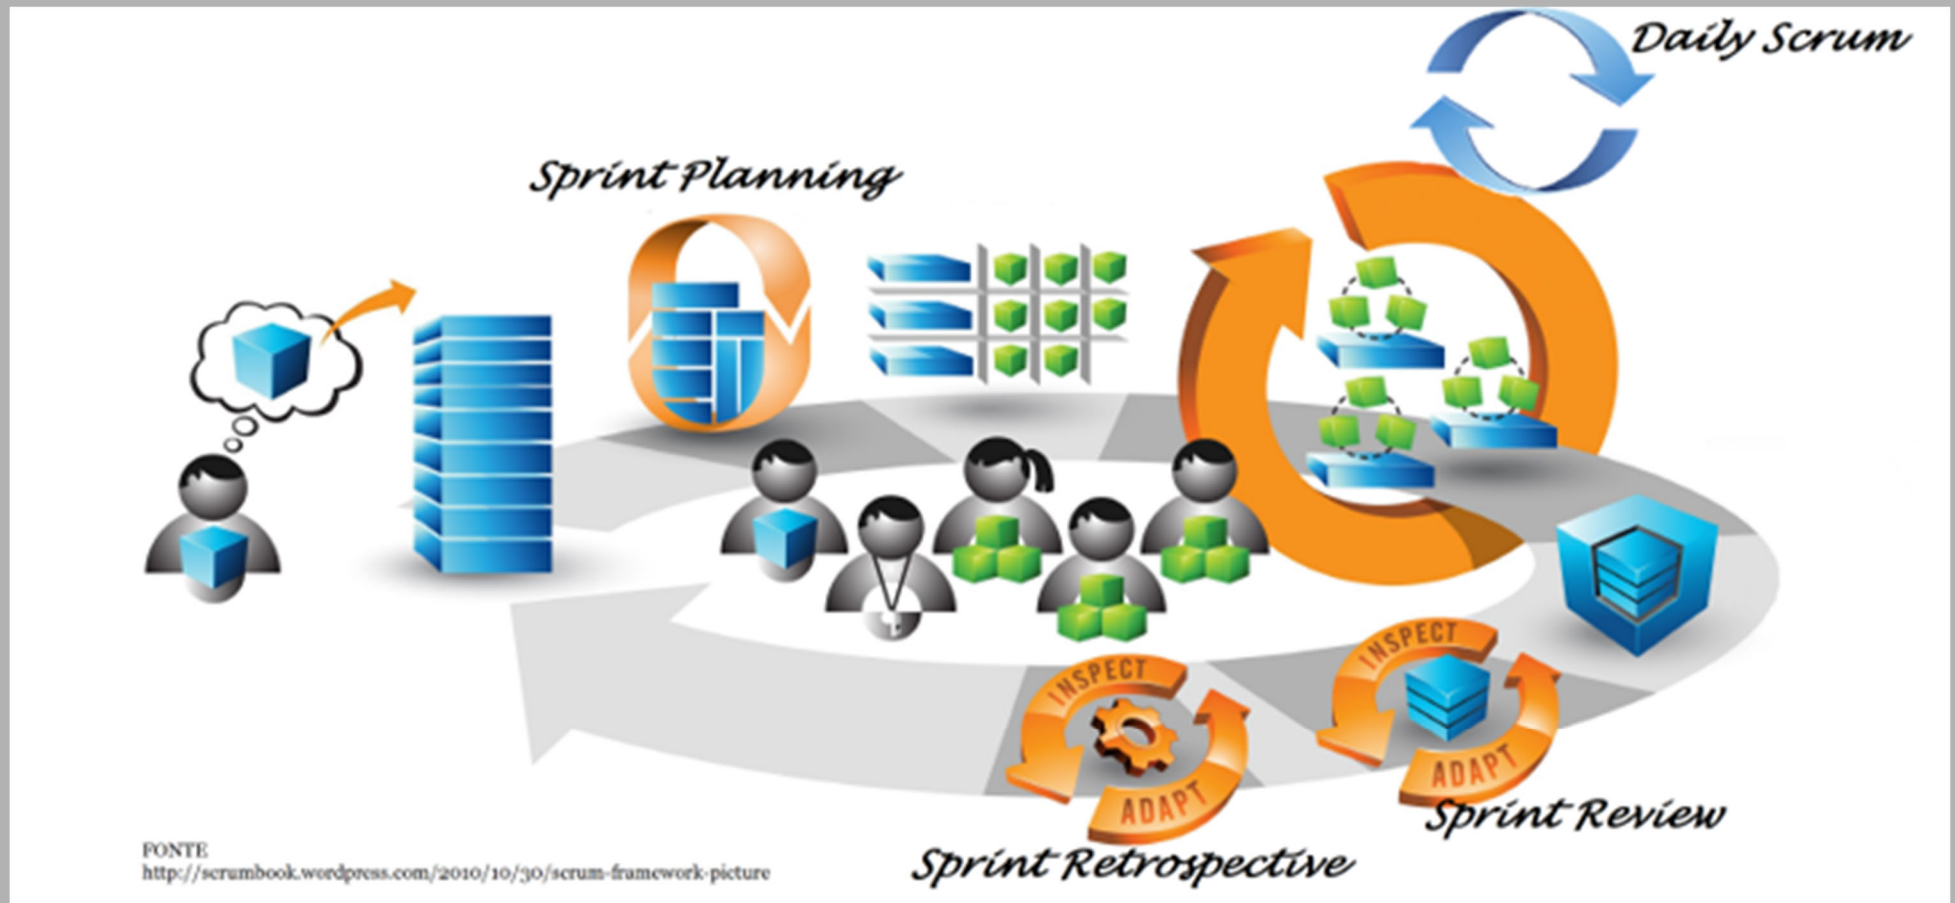 Daily Scrum
Sprint Planning
INSPECT
ADAPT
Sprint Review
INSPECT
ADAPT
Sprint Retrospective
FONTE
http://scrumbook.wordpress.com/2010/10/30/scrum-framework-picture